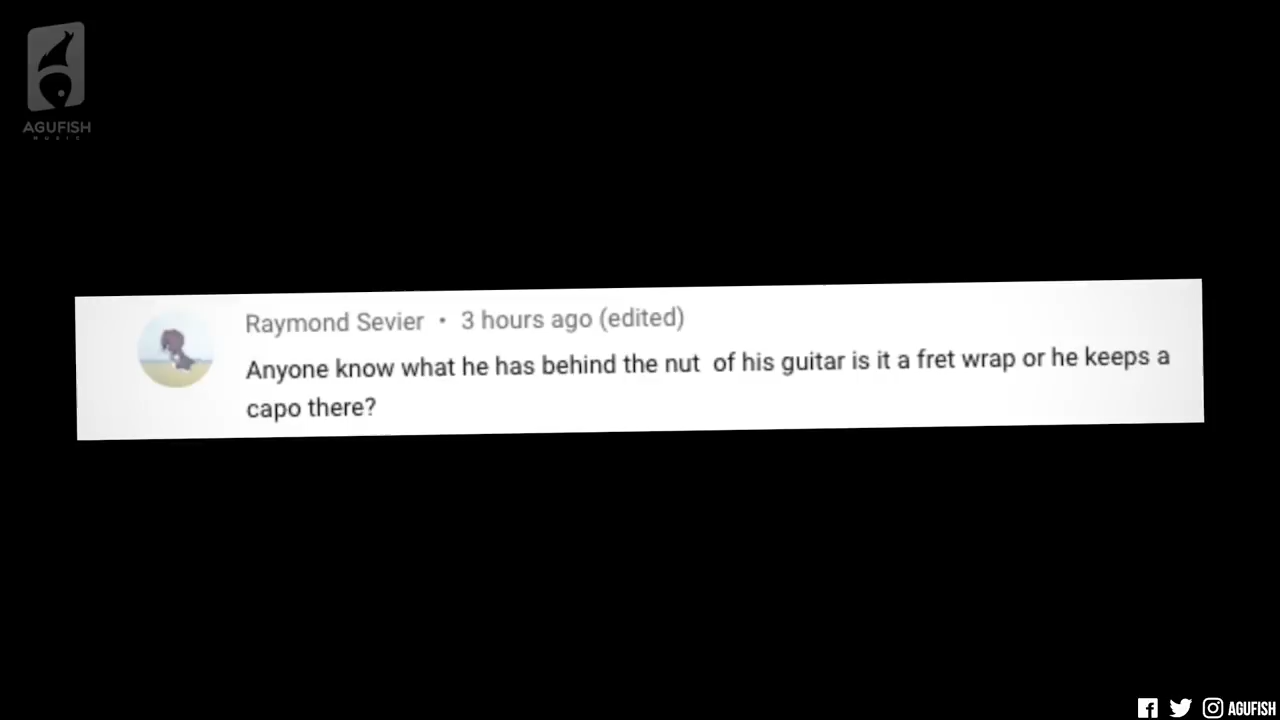 AGUFISH
MUSIC
Raymond Sevier • 3 hours ago (edited)
Anyone know what he has behind the nut of his guitar is it a fret wrap or he keeps a
capo there?
AGUFISH